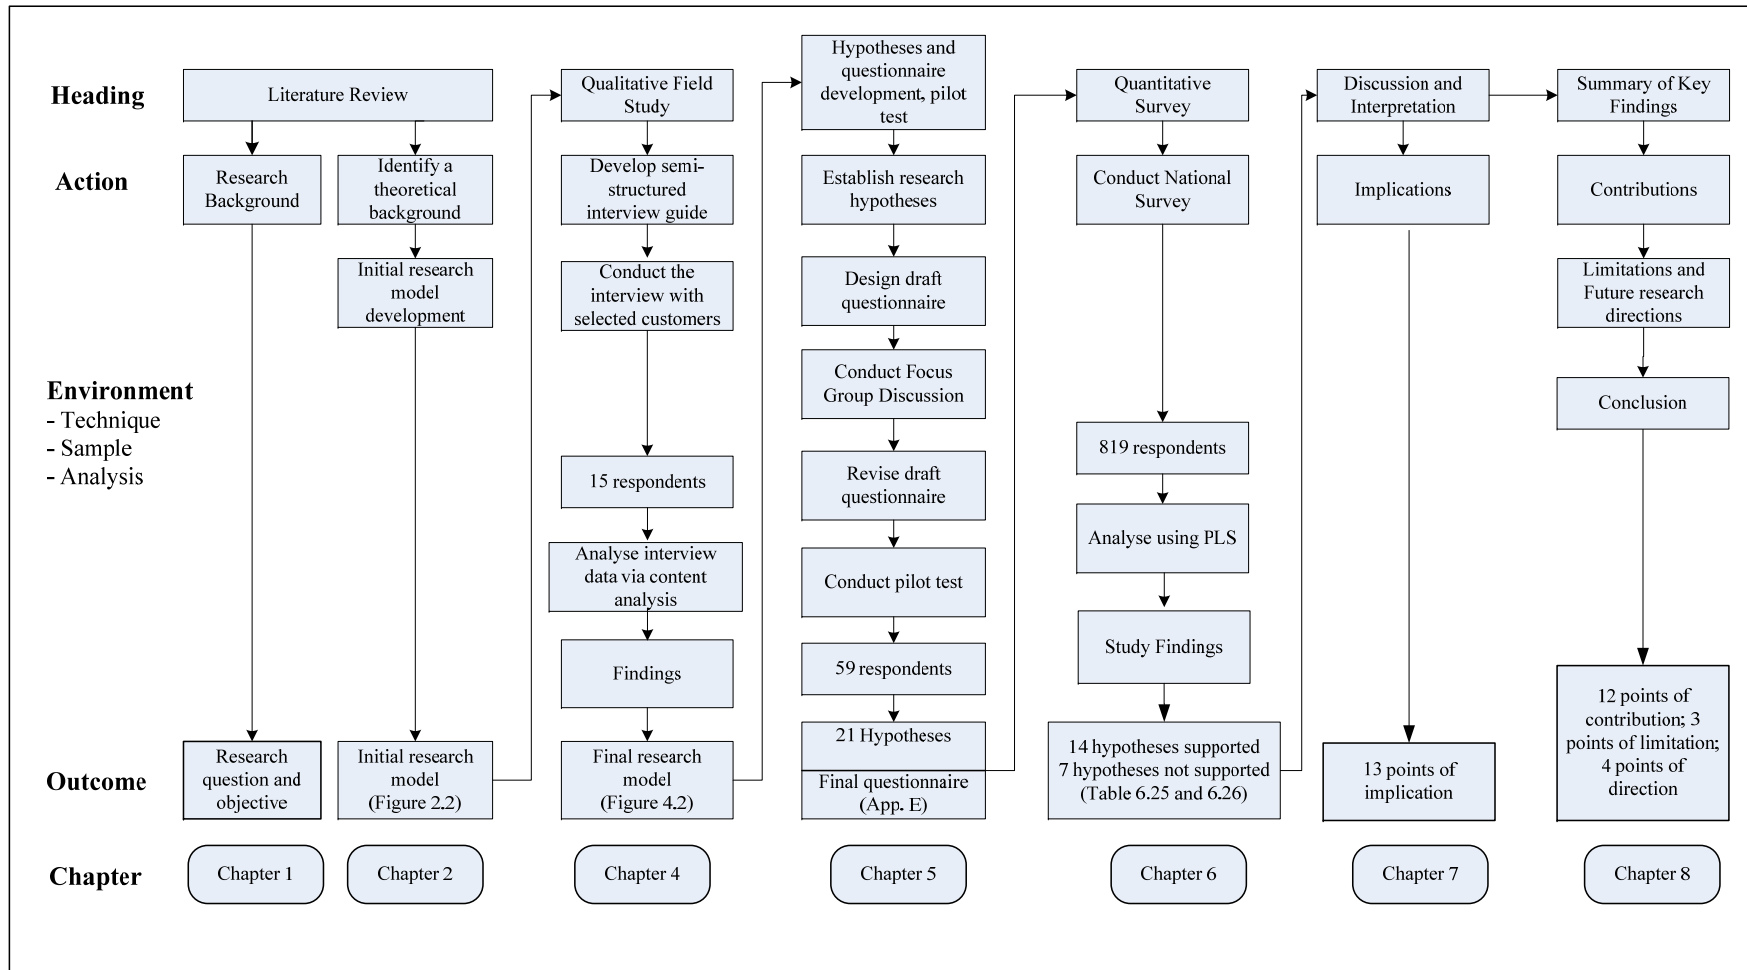 Heading
Literature Review
Qualitative Field
Study
Hypotheses and
questionnaire
development, pilot
test
Quantitative
Survey
Discussion and
Interpretation
Summary of Key
Findings
Action
Research
Background
Identify a
theoretical
background
Initial research
model
development
Develop semi-
structured
interview guide
Conduct the
interview with
selected customers
Establish research
hypotheses
Design draft
questionnaire
Conduct Focus
Group Discussion
Conduct National
Survey
Implications
Contributions
Limitations and
Future research
directions
Conclusion
Environment
- Technique
- Sample
- Analysis
15 respondents
Analyse interview
data via content
analysis
Findings
Revise draft
questionnaire
Conduct pilot test
59 respondents
819 respondents
Analyse using PLS
Study Findings
Outcome
Research
question and
objective
Initial research
model
(Figure 2.2)
Final research
model
(Figure 4.2)
21 Hypotheses
Final questionnaire
(App. E)
14 hypotheses supported
7 hypotheses not supported
(Table 6.25 and 6.26)
13 points of
implication
12 points of
contribution; 3
points of limitation;
4 points of
direction
Chapter
Chapter 1
Chapter 2
Chapter 4
Chapter 5
Chapter 6
Chapter 7
Chapter 8